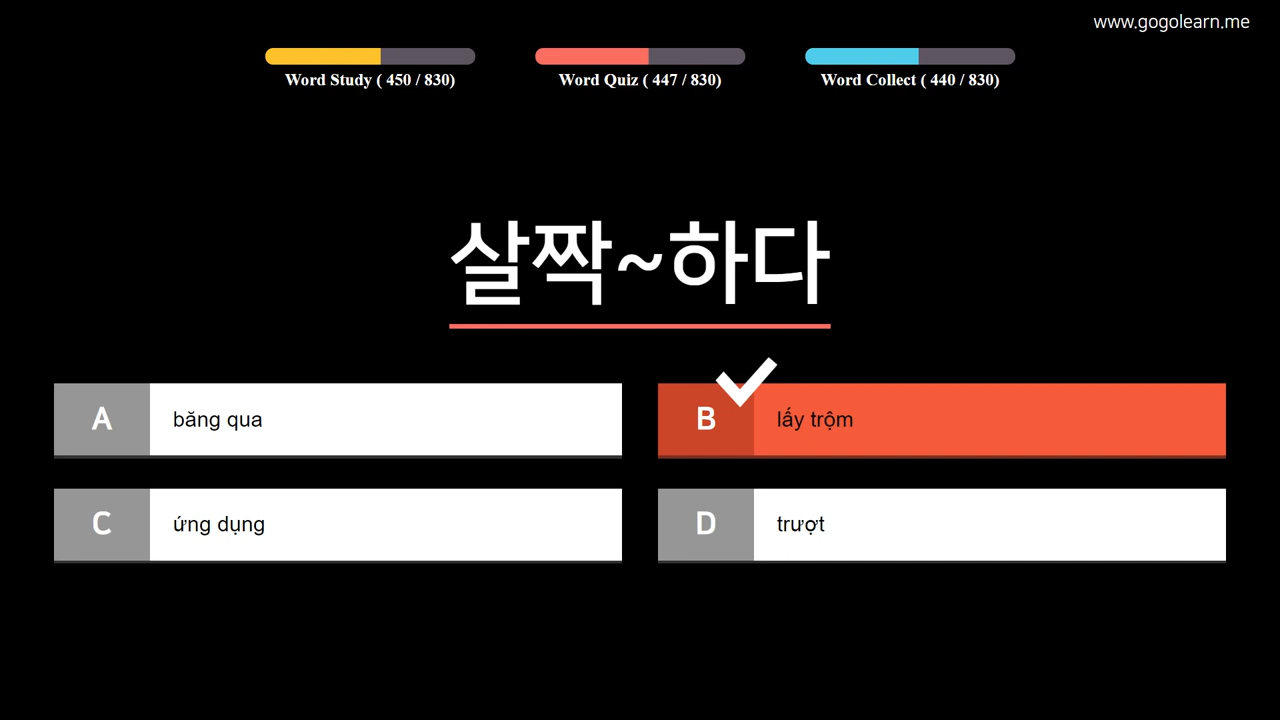 www.gogolearn.me
Word Study ( 450 / 830)
Word Quiz ( 447 / 830)
Word Collect ( 440 / 830)
살짝~하다
A băng qua
B lấy trộm
C ứng dụng
D trượt